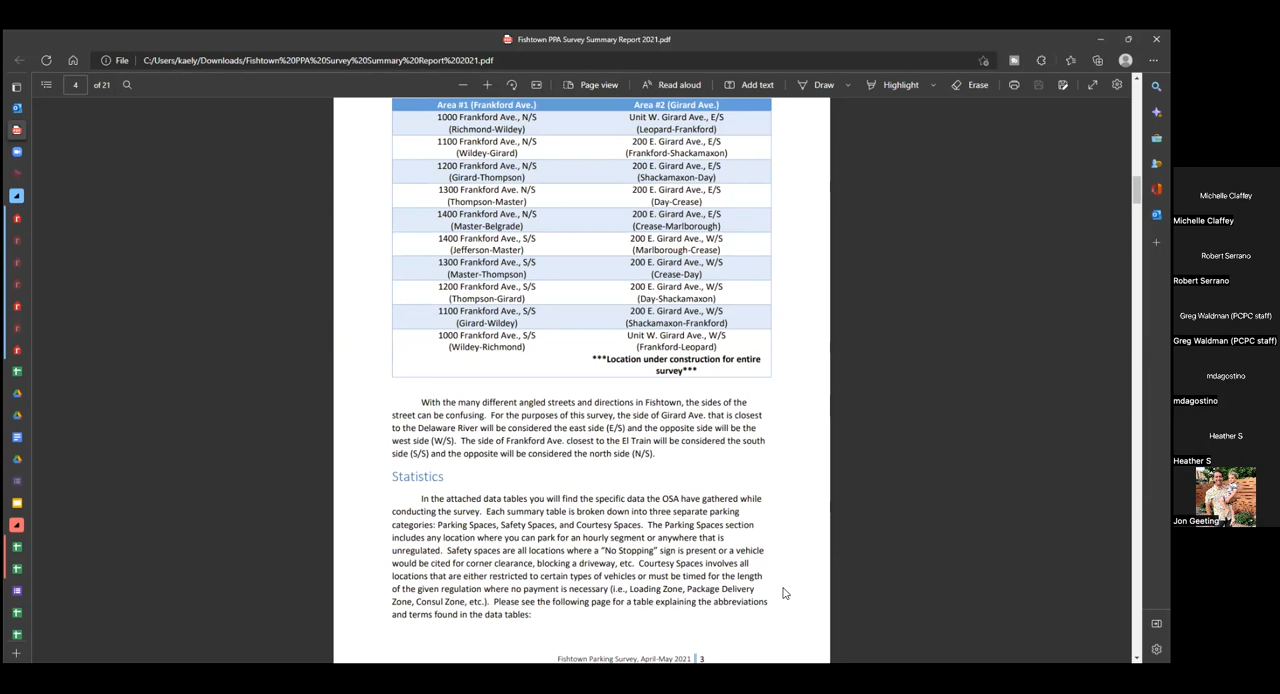 Fishtown PPA Survey Summary Report 2021.pdf
File
C:/Users/kaely/Downloads/Fishtown%20PPA%20Survey%20Summary%20Report%202021.pdf
4 of 21
Page view
Read aloud
Add text
Draw
Highlight
Erase
Area #1 (Frankford Ave.) Area #2 (Girard Ave.)
1000 Frankford Ave., N/S Unit W. Girard Ave., E/S
(Richmond-Wildey) (Leopard-Frankford)
1100 Frankford Ave., N/S 200 E. Girard Ave., E/S
(Wildey-Girard) (Frankford-Shackamaxon)
1200 Frankford Ave., N/S 200 E. Girard Ave., E/S
(Girard-Thompson) (Shackamaxon-Day)
1300 Frankford Ave. N/S 200 E. Girard Ave., E/S
(Thompson-Master) (Day-Crease)
1400 Frankford Ave., N/S 200 E. Girard Ave., E/S
(Master-Belgrade) (Crease-Marlborough)
1400 Frankford Ave., S/S 200 E. Girard Ave., W/S
(Jefferson-Master) (Marlborough-Crease)
1300 Frankford Ave., S/S 200 E. Girard Ave., W/S
(Master-Thompson) (Crease-Day)
1200 Frankford Ave., S/S 200 E. Girard Ave., W/S
(Thompson-Girard) (Day-Shackamaxon)
1100 Frankford Ave., S/S 200 E. Girard Ave., W/S
(Girard-Wildey) (Shackamaxon-Frankford)
1000 Frankford Ave., S/S Unit W. Girard Ave., W/S
(Wildey-Richmond) (Frankford-Leopard)
***Location under construction for entire
survey***
With the many different angled streets and directions in Fishtown, the sides of the
street can be confusing. For the purposes of this survey, the side of Girard Ave. that is closest
to the Delaware River will be considered the east side (E/S) and the opposite side will be the
west side (W/S). The side of Frankford Ave. closest to the El Train will be considered the south
side (S/S) and the opposite will be considered the north side (N/S).
Statistics
In the attached data tables you will find the specific data the OSA have gathered while
conducting the survey. Each summary table is broken down into three separate parking
categories: Parking Spaces, Safety Spaces, and Courtesy Spaces. The Parking Spaces section
includes any location where you can park for an hourly segment or anywhere that is
unregulated. Safety spaces are all locations where a "No Stopping" sign is present or a vehicle
would be cited for corner clearance, blocking a driveway, etc. Courtesy Spaces involves all
locations that are either restricted to certain types of vehicles or must be timed for the length
of the given regulation where no payment is necessary (i.e., Loading Zone, Package Delivery
Zone, Consul Zone, etc.). Please see the following page for a table explaining the abbreviations
and terms found in the data tables:
Fishtown Parking Survey, April-May 2021 3
Michelle Claffey
Michelle Claffey
Robert Serrano
Robert Serrano
Greg Waldman (PCPC staff)
Greg Waldman (PCPC staff)
mdagostino
mdagostino
Heather S
Heather S
Jon Geeting